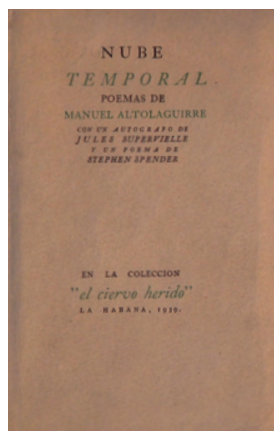 NUBE
TEMPORAL
POEMAS DE
MANUEL ALTOLAGUIRRE
CON UN AUTOGRAFO DE
JULES SUPERVIELLE
Y UN POEMA DE
STEPHEN SPENDER
EN LA COLECCION
"el ciervo herido"
LA HABANA, 1939.